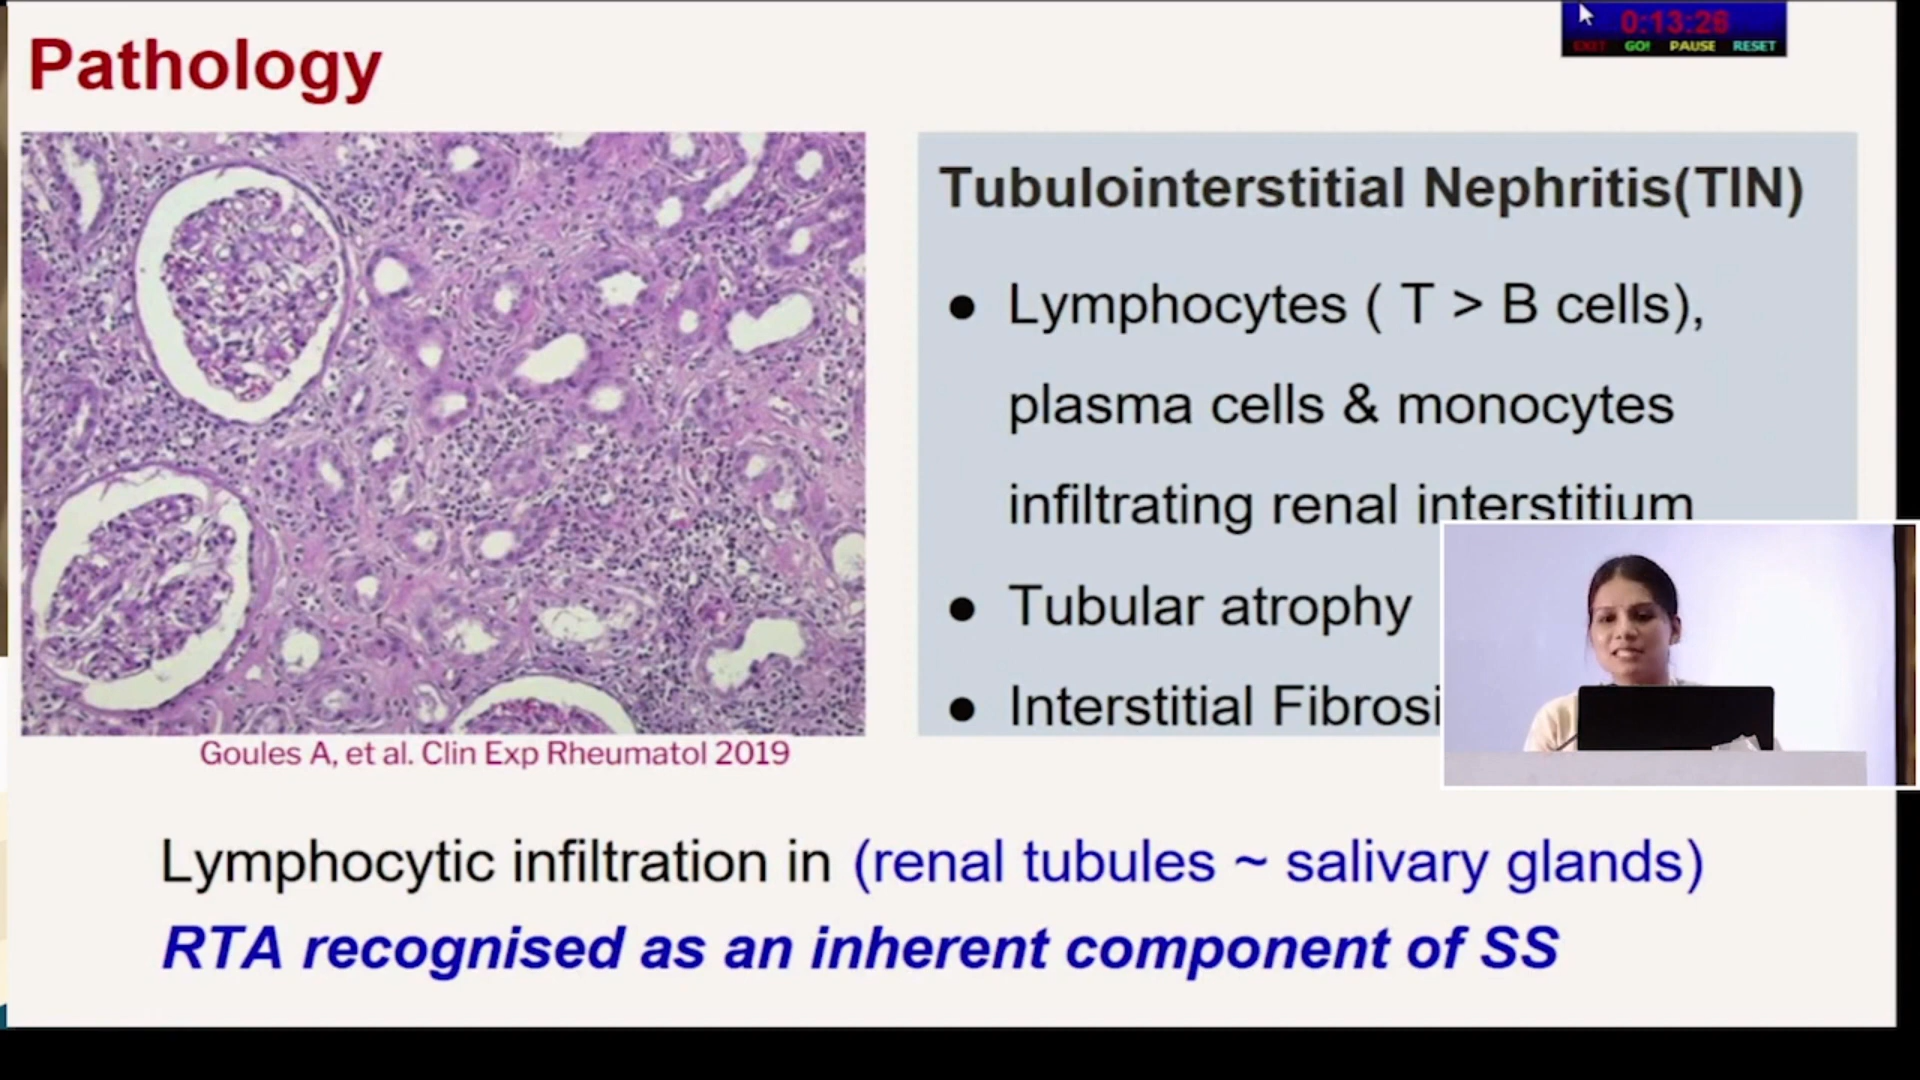 Pathology
0:13:26
EXIT GO! PAUSE RESET
Tubulointerstitial Nephritis(TIN)
● Lymphocytes ( T > B cells),
plasma cells & monocytes
infiltrating renal interstitium
● Tubular atrophy
● Interstitial Fibrosi
Goules A, et al. Clin Exp Rheumatol 2019
Lymphocytic infiltration in (renal tubules ~ salivary glands)
RTA recognised as an inherent component of SS